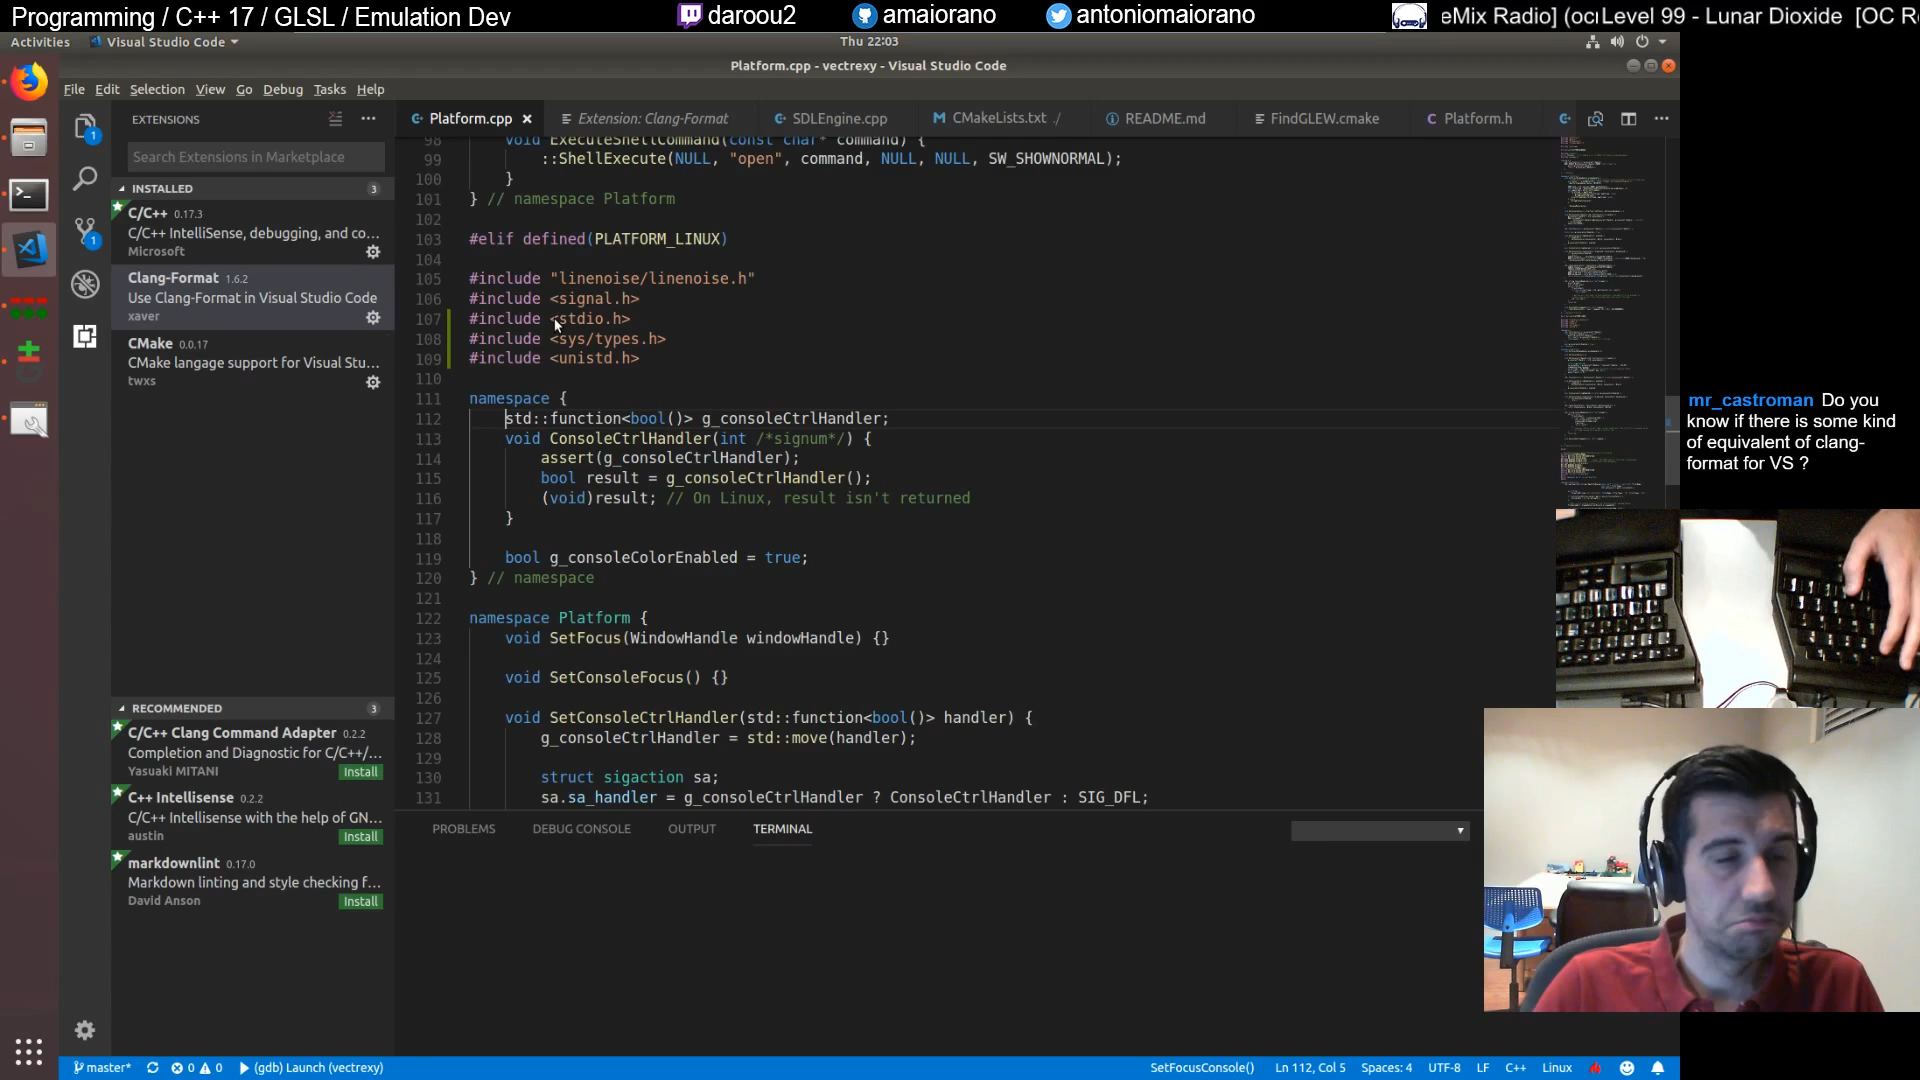 Programming / C++ 17 / GLSL / Emulation Dev
daroou2
amaiorano
antoniomaiorano
eMix Radio] (oc
Level 99 - Lunar Dioxide [OC R
Activities
Visual Studio Code
Thu 22:03
Platform.cpp - vectrexy - Visual Studio Code
File Edit Selection View Go Debug Tasks Help
EXTENSIONS
Search Extensions in Marketplace
INSTALLED 3
C/C++ 0.17.3
C/C++ IntelliSense, debugging, and co...
Microsoft
Clang-Format 1.6.2
Use Clang-Format in Visual Studio Code
xaver
CMake 0.0.17
CMake langage support for Visual Stu...
twxs
RECOMMENDED 3
C/C++ Clang Command Adapter 0.2.2
Completion and Diagnostic for C/C++/...
Yasuaki MITANI Install
C++ Intellisense 0.2.2
C/C++ Intellisense with the help of GN...
austin Install
markdownlint 0.17.0
Markdown linting and style checking f...
David Anson Install
Platform.cpp
Extension: Clang-Format
SDLEngine.cpp
CMakeLists.txt ./
README.md
FindGLEW.cmake
Platform.h
98 void ExecuteShellCommand(const char* command) {
99 ::ShellExecute(NULL, "open", command, NULL, NULL, SW_SHOWNORMAL);
100 }
101 } // namespace Platform
102
103 #elif defined(PLATFORM_LINUX)
104
105 #include "linenoise/linenoise.h"
106 #include <signal.h>
107 #include <stdio.h>
108 #include <sys/types.h>
109 #include <unistd.h>
110
111 namespace {
112 std::function<bool()> g_consoleCtrlHandler;
113 void ConsoleCtrlHandler(int /*signum*/) {
114 assert(g_consoleCtrlHandler);
115 bool result = g_consoleCtrlHandler();
116 (void)result; // On Linux, result isn't returned
117 }
118
119 bool g_consoleColorEnabled = true;
120 } // namespace
121
122 namespace Platform {
123 void SetFocus(WindowHandle windowHandle) {}
124
125 void SetConsoleFocus() {}
126
127 void SetConsoleCtrlHandler(std::function<bool()> handler) {
128 g_consoleCtrlHandler = std::move(handler);
129
130 struct sigaction sa;
131 sa.sa_handler = g_consoleCtrlHandler ? ConsoleCtrlHandler : SIG_DFL;
PROBLEMS DEBUG CONSOLE OUTPUT TERMINAL
mr_castroman Do you
know if there is some kind
of equivalent of clang-
format for VS ?
master* 0 0 (gdb) Launch (vectrexy)
SetFocusConsole() Ln 112, Col 5 Spaces: 4 UTF-8 LF C++ Linux